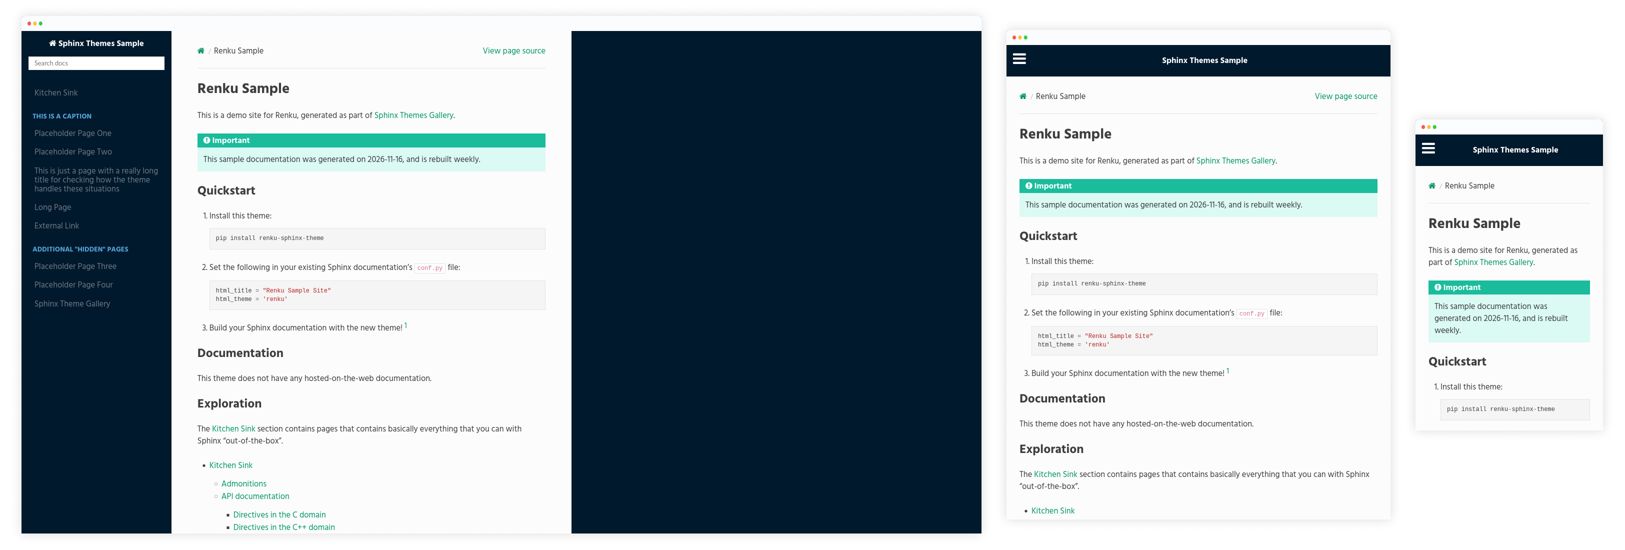 Sphinx Themes Sample
Search docs
Kitchen Sink
THIS IS A CAPTION
Placeholder Page One
Placeholder Page Two
This is just a page with a really long
title for checking how the theme
handles these situations
Long Page
External Link
ADDITIONAL "HIDDEN" PAGES
Placeholder Page Three
Placeholder Page Four
Sphinx Theme Gallery
/ Renku Sample
View page source
Renku Sample
This is a demo site for Renku, generated as part of Sphinx Themes Gallery.
Important
This sample documentation was generated on 2026-11-16, and is rebuilt weekly.
Quickstart
1. Install this theme:
pip install renku-sphinx-theme
2. Set the following in your existing Sphinx documentation’s conf.py file:
html_title = "Renku Sample Site"
html_theme = 'renku'
3. Build your Sphinx documentation with the new theme! 1
Documentation
This theme does not have any hosted-on-the-web documentation.
Exploration
The Kitchen Sink section contains pages that contains basically everything that you can with
Sphinx “out-of-the-box”.
Kitchen Sink
Admonitions
API documentation
Directives in the C domain
Directives in the C++ domain
Sphinx Themes Sample
/ Renku Sample
View page source
Renku Sample
This is a demo site for Renku, generated as part of Sphinx Themes Gallery.
Important
This sample documentation was generated on 2026-11-16, and is rebuilt weekly.
Quickstart
1. Install this theme:
pip install renku-sphinx-theme
2. Set the following in your existing Sphinx documentation’s conf.py file:
html_title = "Renku Sample Site"
html_theme = 'renku'
3. Build your Sphinx documentation with the new theme! 1
Documentation
This theme does not have any hosted-on-the-web documentation.
Exploration
The Kitchen Sink section contains pages that contains basically everything that you can with Sphinx
“out-of-the-box”.
Kitchen Sink
Sphinx Themes Sample
/ Renku Sample
Renku Sample
This is a demo site for Renku, generated as
part of Sphinx Themes Gallery.
Important
This sample documentation was
generated on 2026-11-16, and is rebuilt
weekly.
Quickstart
1. Install this theme:
pip install renku-sphinx-theme